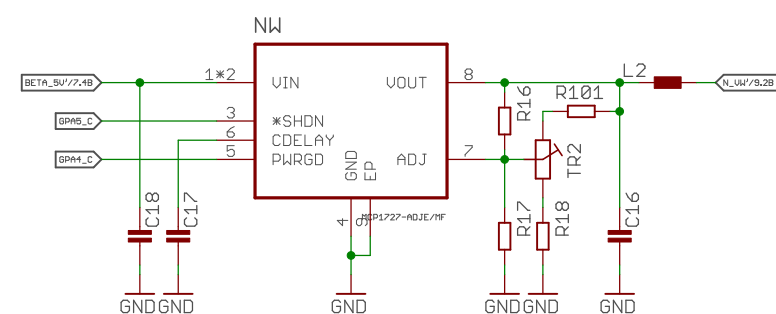 NW
BETA_5V'/7.4B
1*2
VIN
VOUT
8
L2
N_VW'/9.2B
GPA5_C
3
*SHDN
R16
R101
6
CDELAY
GPA4_C
5
PWRGD
GND
EP
ADJ
7
TR2
C18
C17
4
9
MCP1727-ADJE/MF
R17
R18
C16
GND
GND
GND
GND
GND
GND